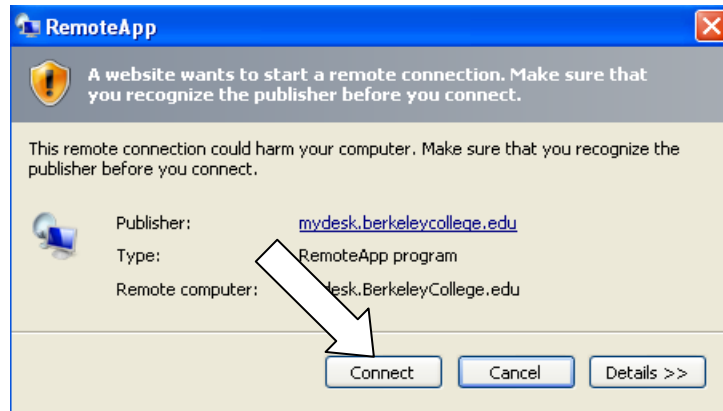 RemoteApp
A website wants to start a remote connection. Make sure that
you recognize the publisher before you connect.
This remote connection could harm your computer. Make sure that you recognize the
publisher before you connect.
Publisher: mydesk.berkeleycollege.edu
Type: RemoteApp program
Remote computer: desk.BerkeleyCollege.edu
Connect Cancel Details >>